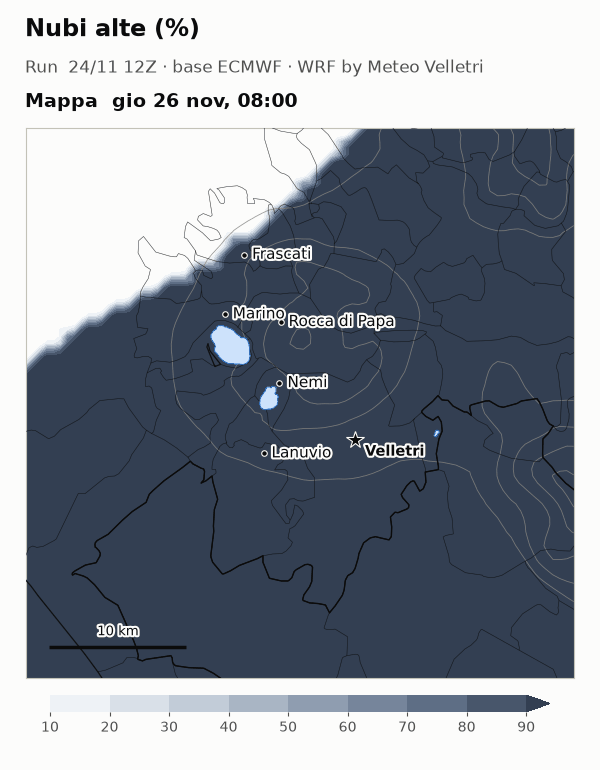 Nubi alte (%)
Run  24/11 12Z · base ECMWF · WRF by Meteo Velletri
Mappa  gio 26 nov, 08:00
Frascati
Marino
Rocca di Papa
Nemi
Velletri
Lanuvio
10 km
10 20 30 40 50 60 70 80 90